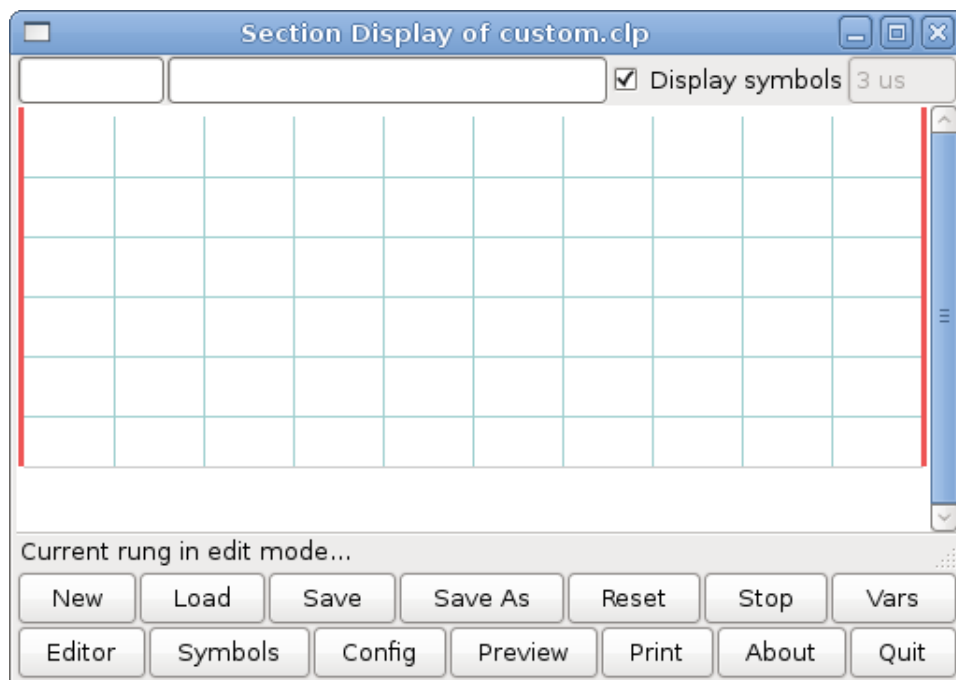 Section Display of custom.clp
Display symbols 3 us
Current rung in edit mode...
New Load Save Save As Reset Stop Vars
Editor Symbols Config Preview Print About Quit